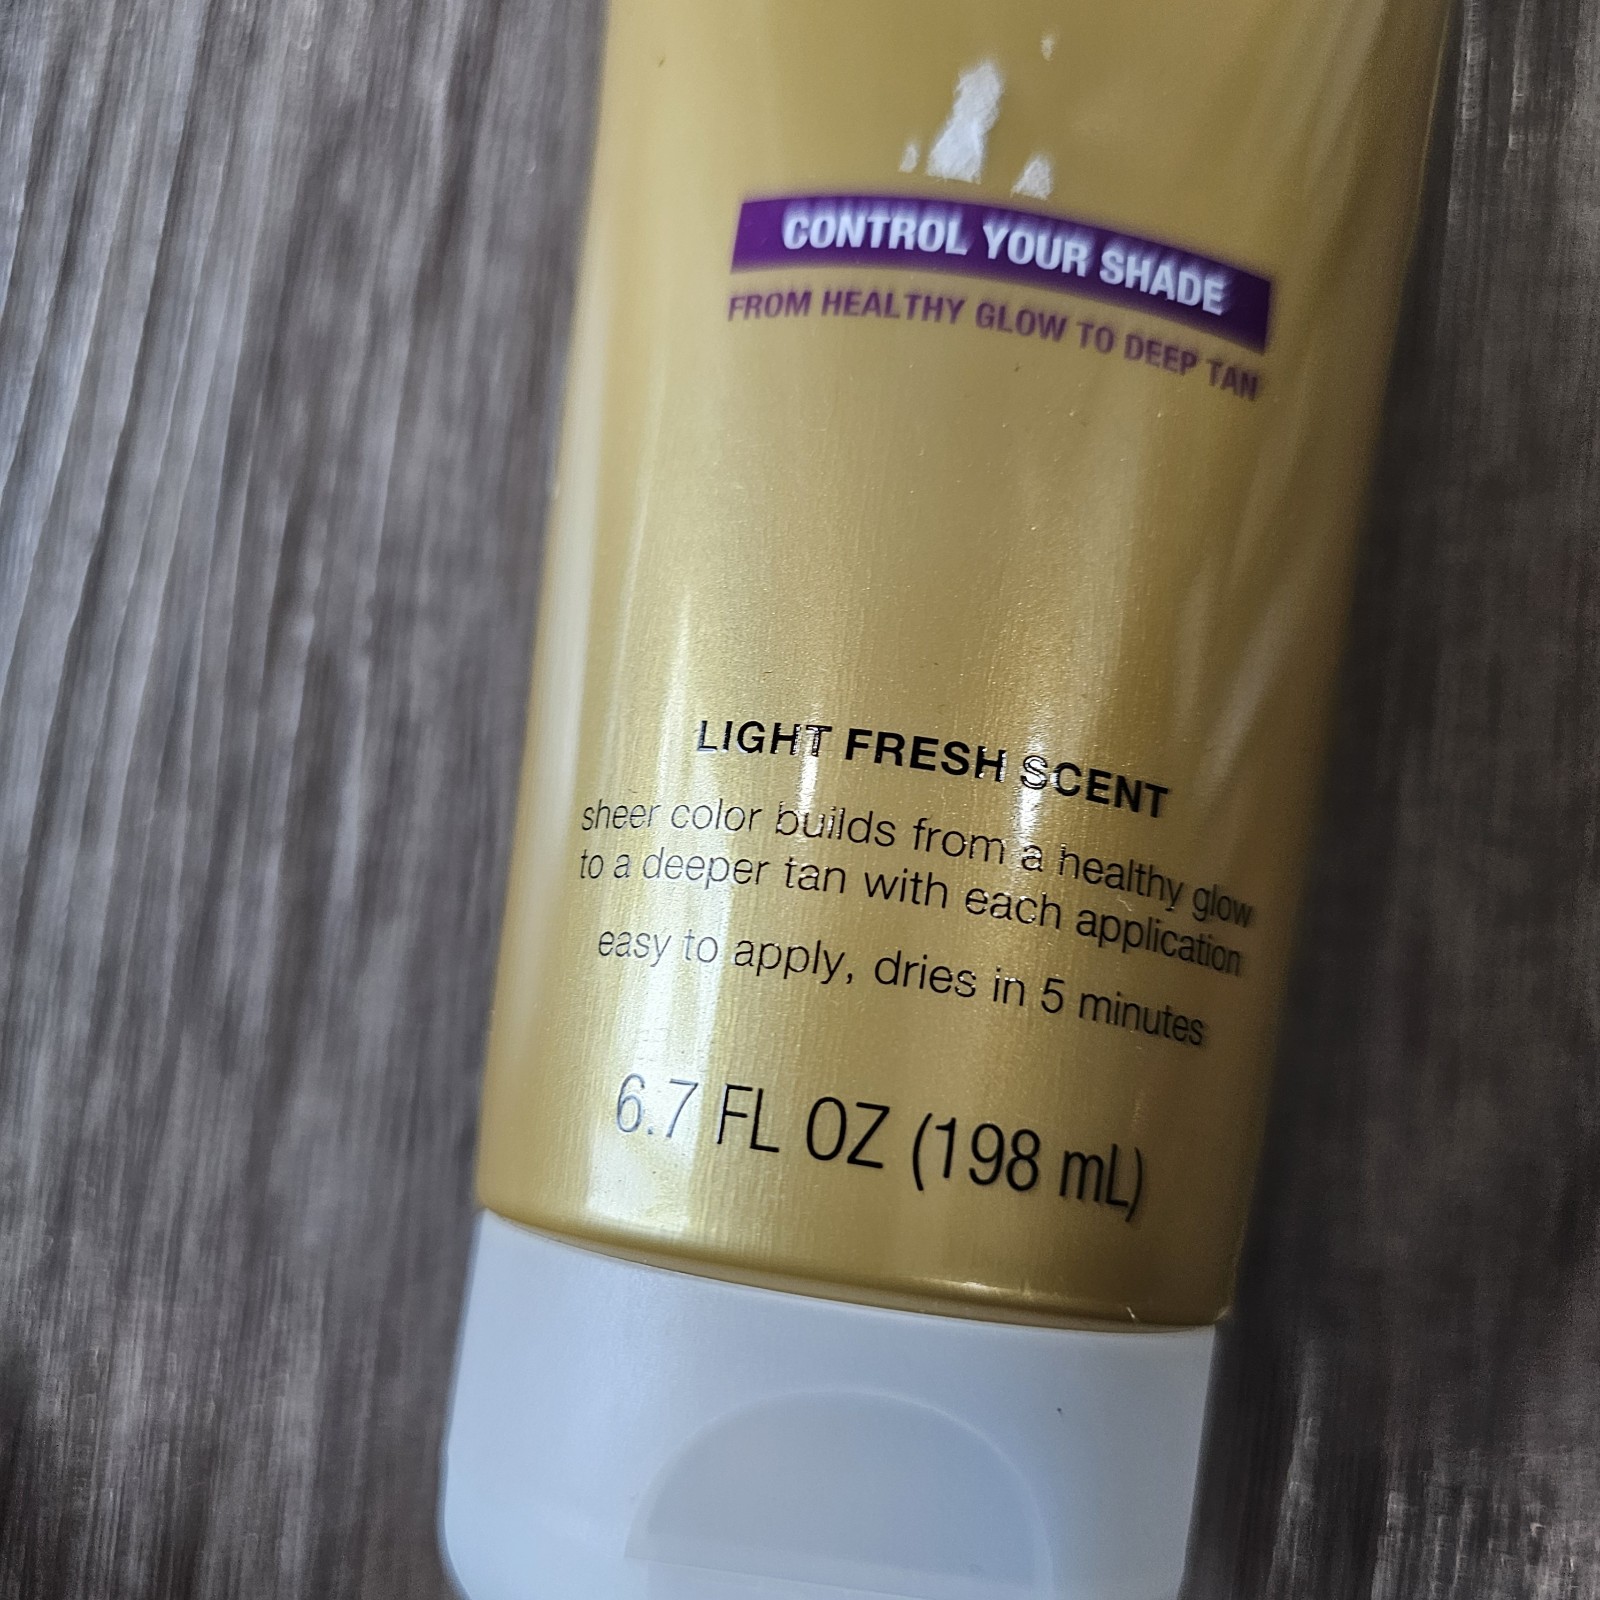 CONTROL YOUR SHADE
FROM HEALTHY GLOW TO DEEP TAN
LIGHT FRESH SCENT
sheer color builds from a healthy glow
to a deeper tan with each application
easy to apply, dries in 5 minutes
6.7 FL OZ (198 mL)